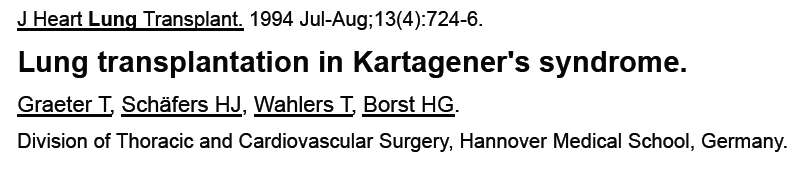 J Heart Lung Transplant. 1994 Jul-Aug;13(4):724-6.
Lung transplantation in Kartagener's syndrome.
Graeter T, Schäfers HJ, Wahlers T, Borst HG.
Division of Thoracic and Cardiovascular Surgery, Hannover Medical School, Germany.